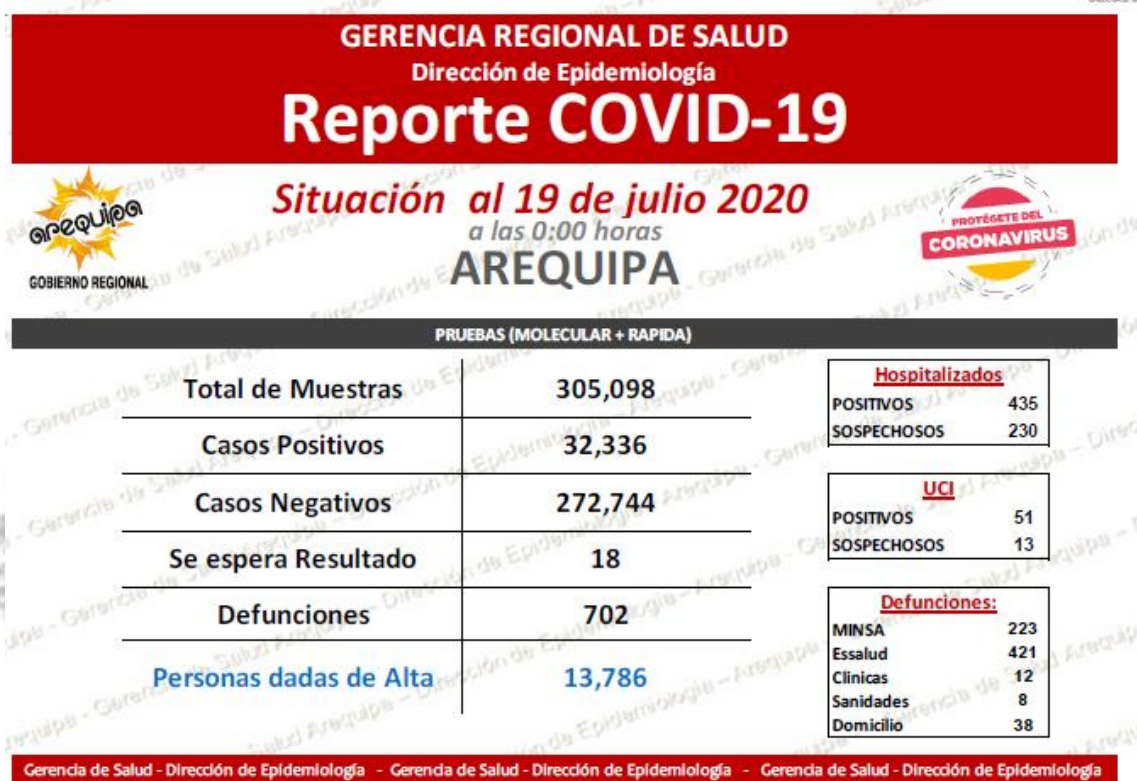 GERENCIA REGIONAL DE SALUD
Dirección de Epidemiología
Reporte COVID-19
arequipa
GOBIERNO REGIONAL
Situación al 19 de julio 2020
a las 0:00 horas
AREQUIPA
PROTÉGETE DEL
CORONAVIRUS
PRUEBAS (MOLECULAR + RAPIDA)
Total de Muestras 305,098
Casos Positivos 32,336
Casos Negativos 272,744
Se espera Resultado 18
Defunciones 702
Personas dadas de Alta 13,786
Hospitalizados
POSITIVOS 435
SOSPECHOSOS 230
UCI
POSITIVOS 51
SOSPECHOSOS 13
Defunciones:
MINSA 223
Essalud 421
Clinicas 12
Sanidades 8
Domicilio 38
Gerencia de Salud - Dirección de Epidemiología - Gerencia de Salud - Dirección de Epidemiología - Gerencia de Salud - Dirección de Epidemiología